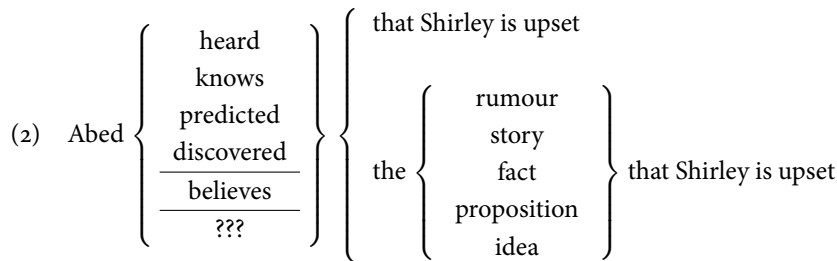 that Shirley is upset
heard
knows
rumour
predicted
story
(2) Abed
discovered
the
fact
that Shirley is upset
believes
proposition
???
idea